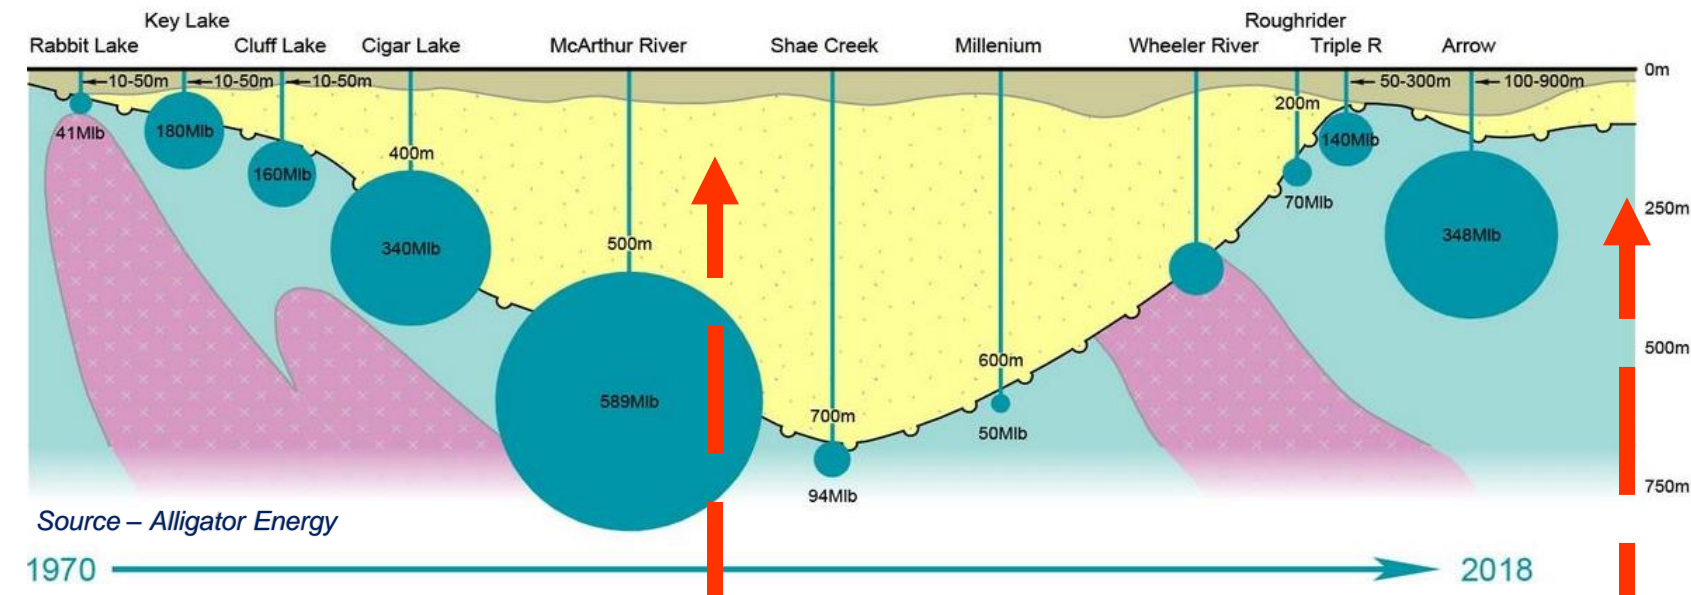 Key Lake
Roughrider
Rabbit Lake
Cluff Lake
Cigar Lake
McArthur River
Shae Creek
Millenium
Wheeler River
Triple R
Arrow
0m
10-50m
10-50m
10-50m
50-300m
100-900m
200m
41Mlb
180Mlb
140Mlb
400m
160Mlb
70Mlb
250m
348Mlb
500m
340Mlb
500m
600m
589Mlb
700m
50Mlb
750m
94Mlb
Source – Alligator Energy
1970
2018